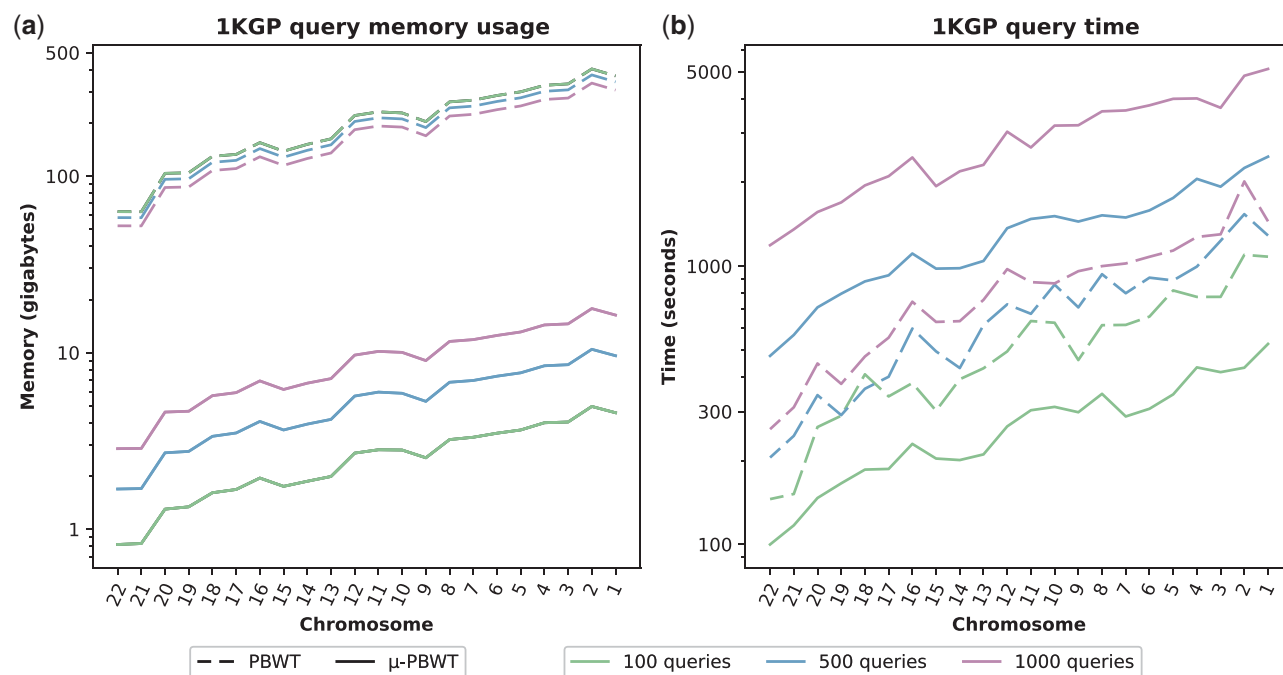 (a) 1KGP query memory usage
500
100
10
1
Memory (gigabytes)
22 21 20 19 18 17 16 15 14 13 12 11 10 9 8 7 6 5 4 3 2 1
Chromosome
(b) 1KGP query time
5000
1000
300
100
Time (seconds)
22 21 20 19 18 17 16 15 14 13 12 11 10 9 8 7 6 5 4 3 2 1
Chromosome
PBWT μ-PBWT
100 queries 500 queries 1000 queries